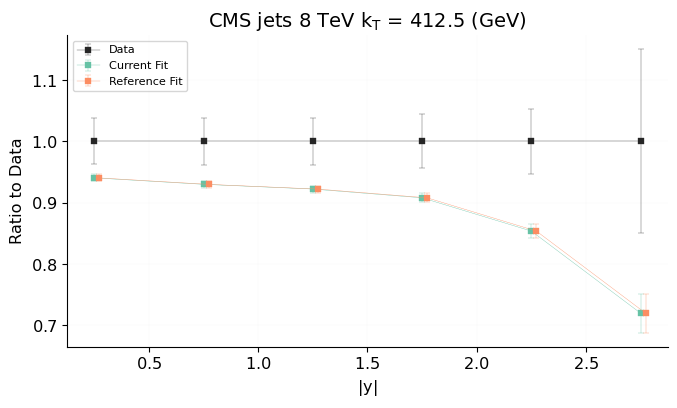 CMS jets 8 TeV k_T = 412.5 (GeV)
Data
Current Fit
Reference Fit
Ratio to Data
1.1
1.0
0.9
0.8
0.7
0.5
1.0
1.5
2.0
2.5
|y|